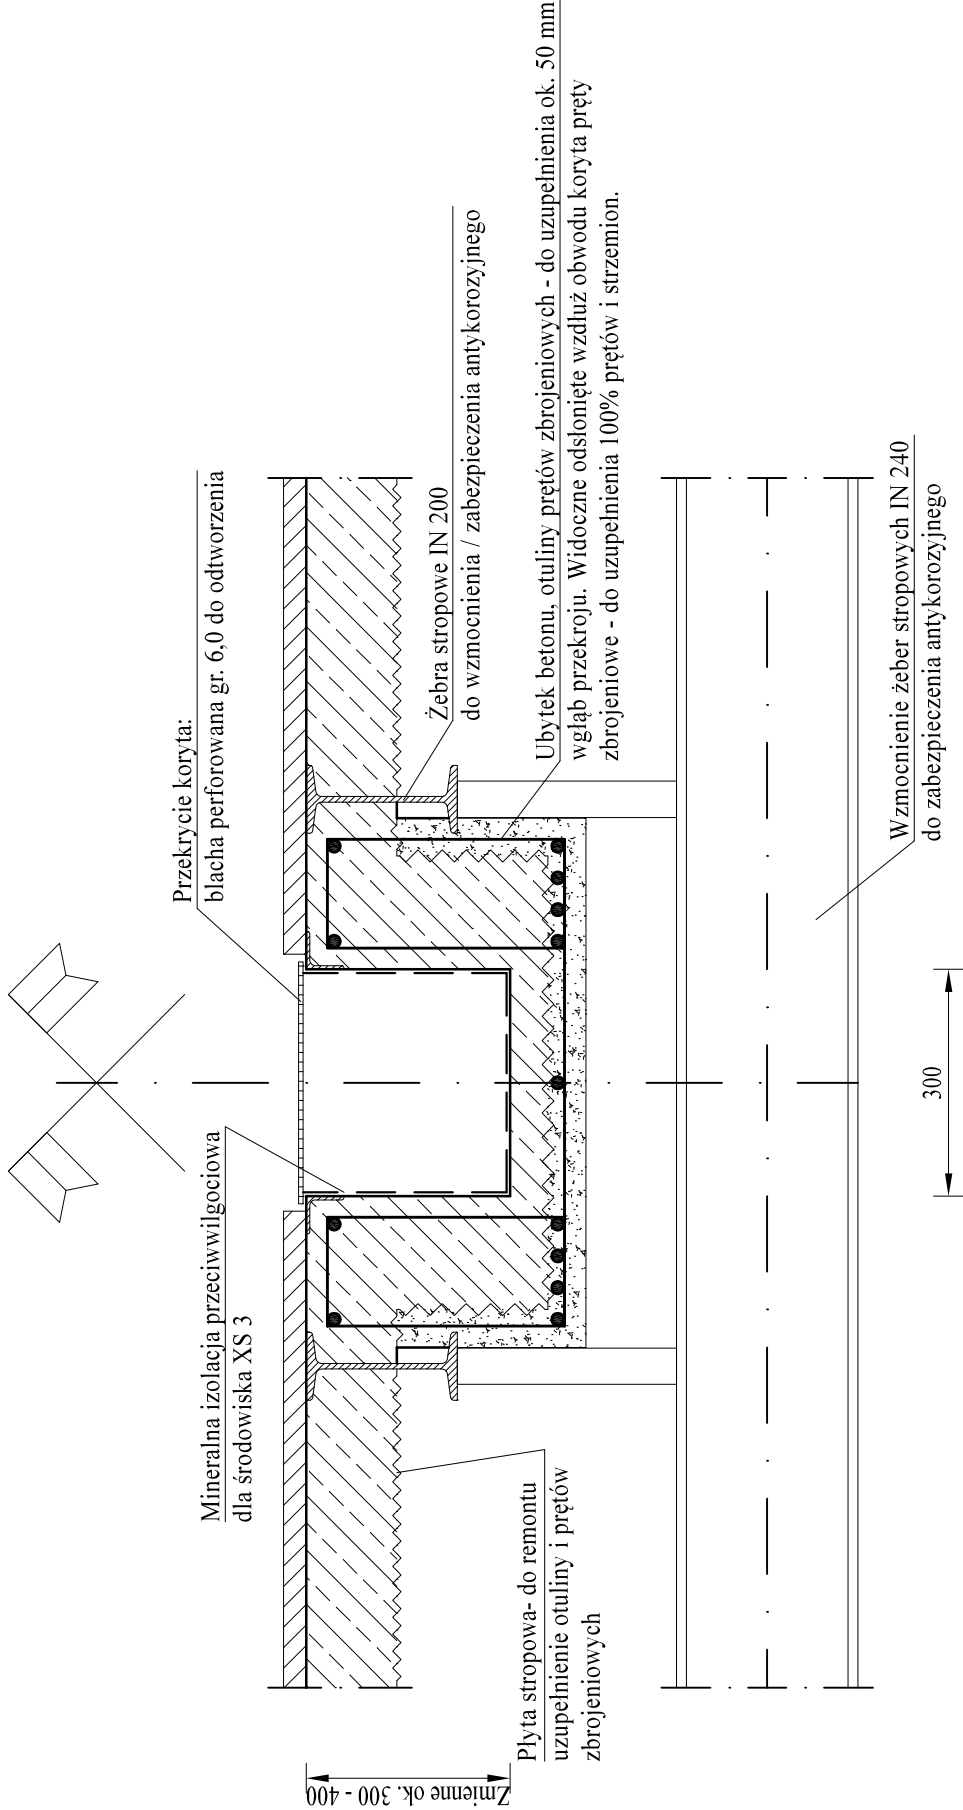 Przekrycie koryta:
blacha perforowana gr. 6,0 do odtworzenia
Mineralna izolacja przeciwwilgociowa
dla środowiska XS 3
Żebra stropowe IN 200
do wzmocnienia / zabezpieczenia antykorozyjnego
Ubytek betonu, otuliny prętów zbrojeniowych - do uzupełnienia ok. 50 mm
wgłąb przekroju. Widoczne odsłonięte wzdłuż obwodu koryta pręty
zbrojeniowe - do uzupełnienia 100% prętów i strzemion.
Płyta stropowa- do remontu
uzupełnienie otuliny i prętów
zbrojeniowych
Wzmocnienie żeber stropowych IN 240
do zabezpieczenia antykorozyjnego
300
Zmienne ok. 300 - 400